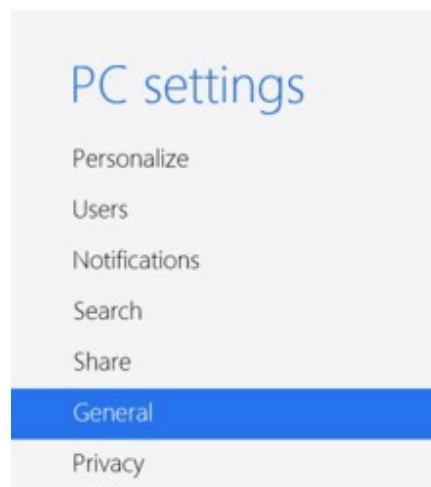 PC settings
Personalize
Users
Notifications
Search
Share
General
Privacy